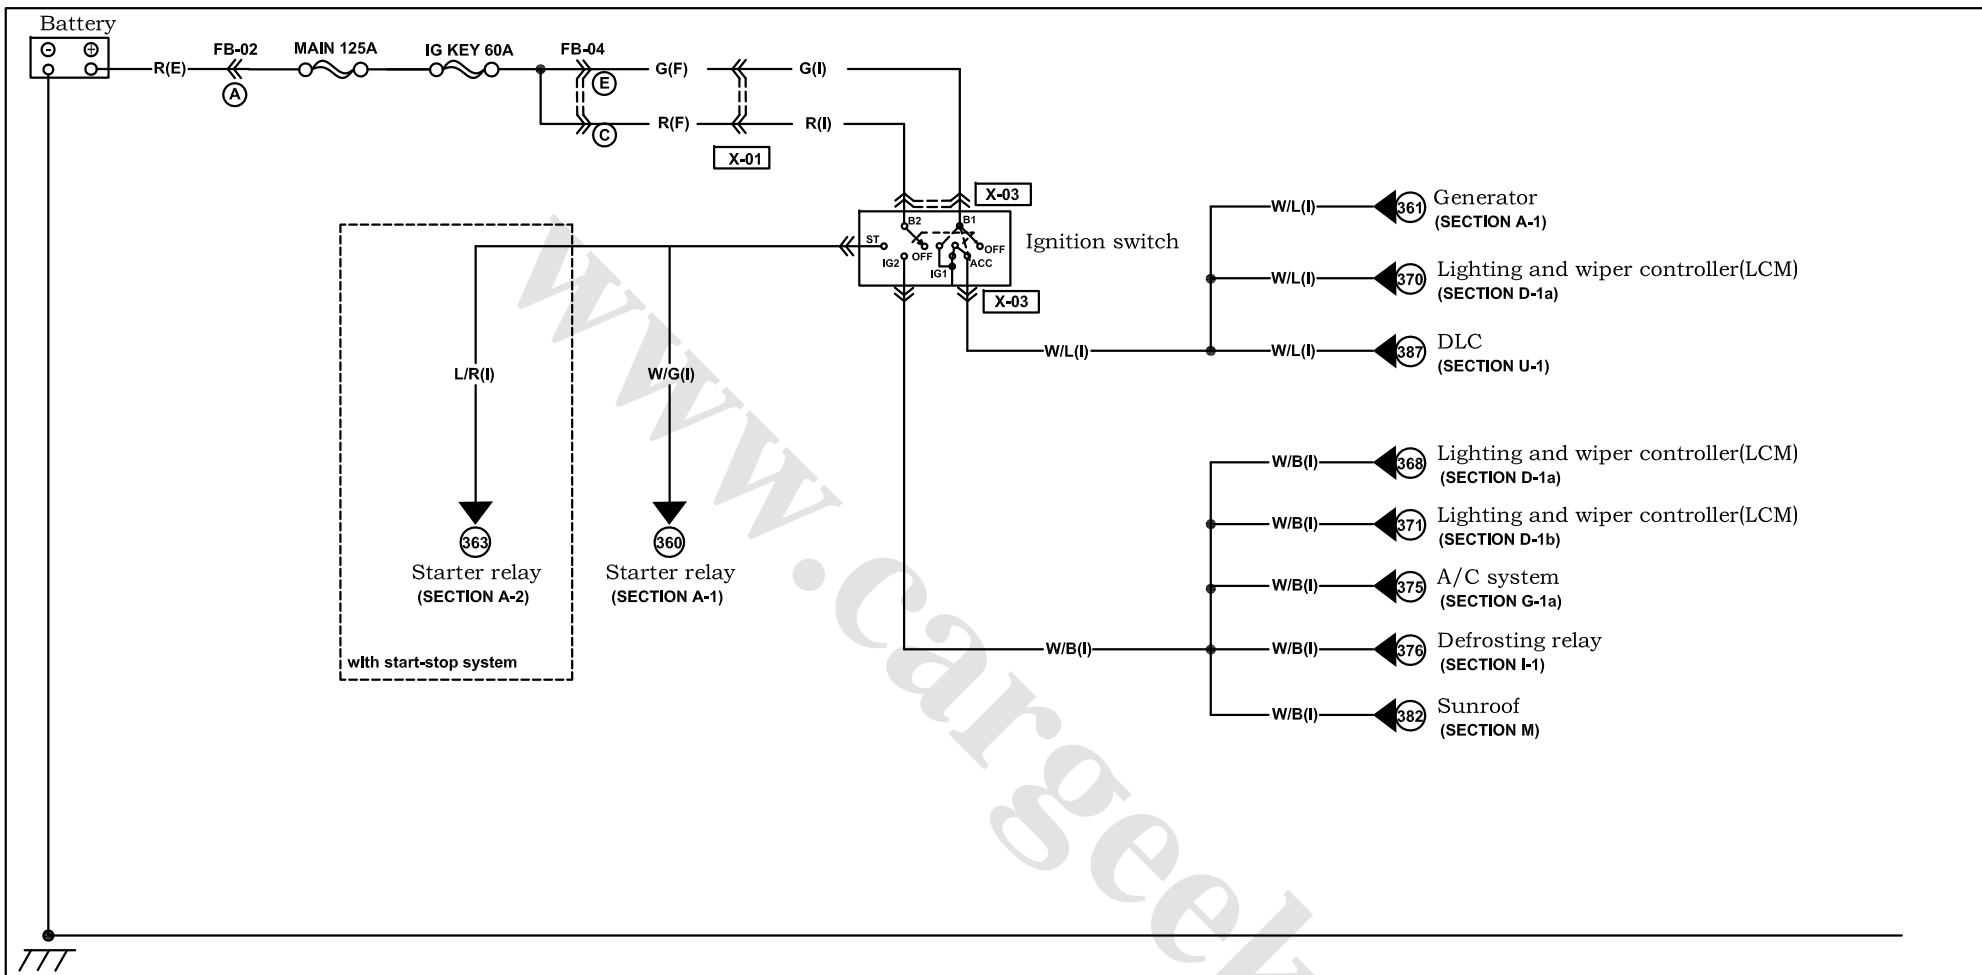 Battery
FB-02
MAIN 125A
IG KEY 60A
FB-04
R(E)
A
E
G(F)
G(I)
C
R(F)
R(I)
X-01
X-03
B2
B1
ST
OFF
OFF
IG2
IG1
ACC
Ignition switch
X-03
W/L(I)
361
Generator
(SECTION A-1)
W/L(I)
370
Lighting and wiper controller(LCM)
(SECTION D-1a)
W/L(I)
W/L(I)
387
DLC
(SECTION U-1)
L/R(I)
W/G(I)
363
Starter relay
(SECTION A-2)
360
Starter relay
(SECTION A-1)
with start-stop system
W/B(I)
368
Lighting and wiper controller(LCM)
(SECTION D-1a)
W/B(I)
371
Lighting and wiper controller(LCM)
(SECTION D-1b)
W/B(I)
375
A/C system
(SECTION G-1a)
W/B(I)
W/B(I)
376
Defrosting relay
(SECTION I-1)
W/B(I)
382
Sunroof
(SECTION M)
www.cargeek